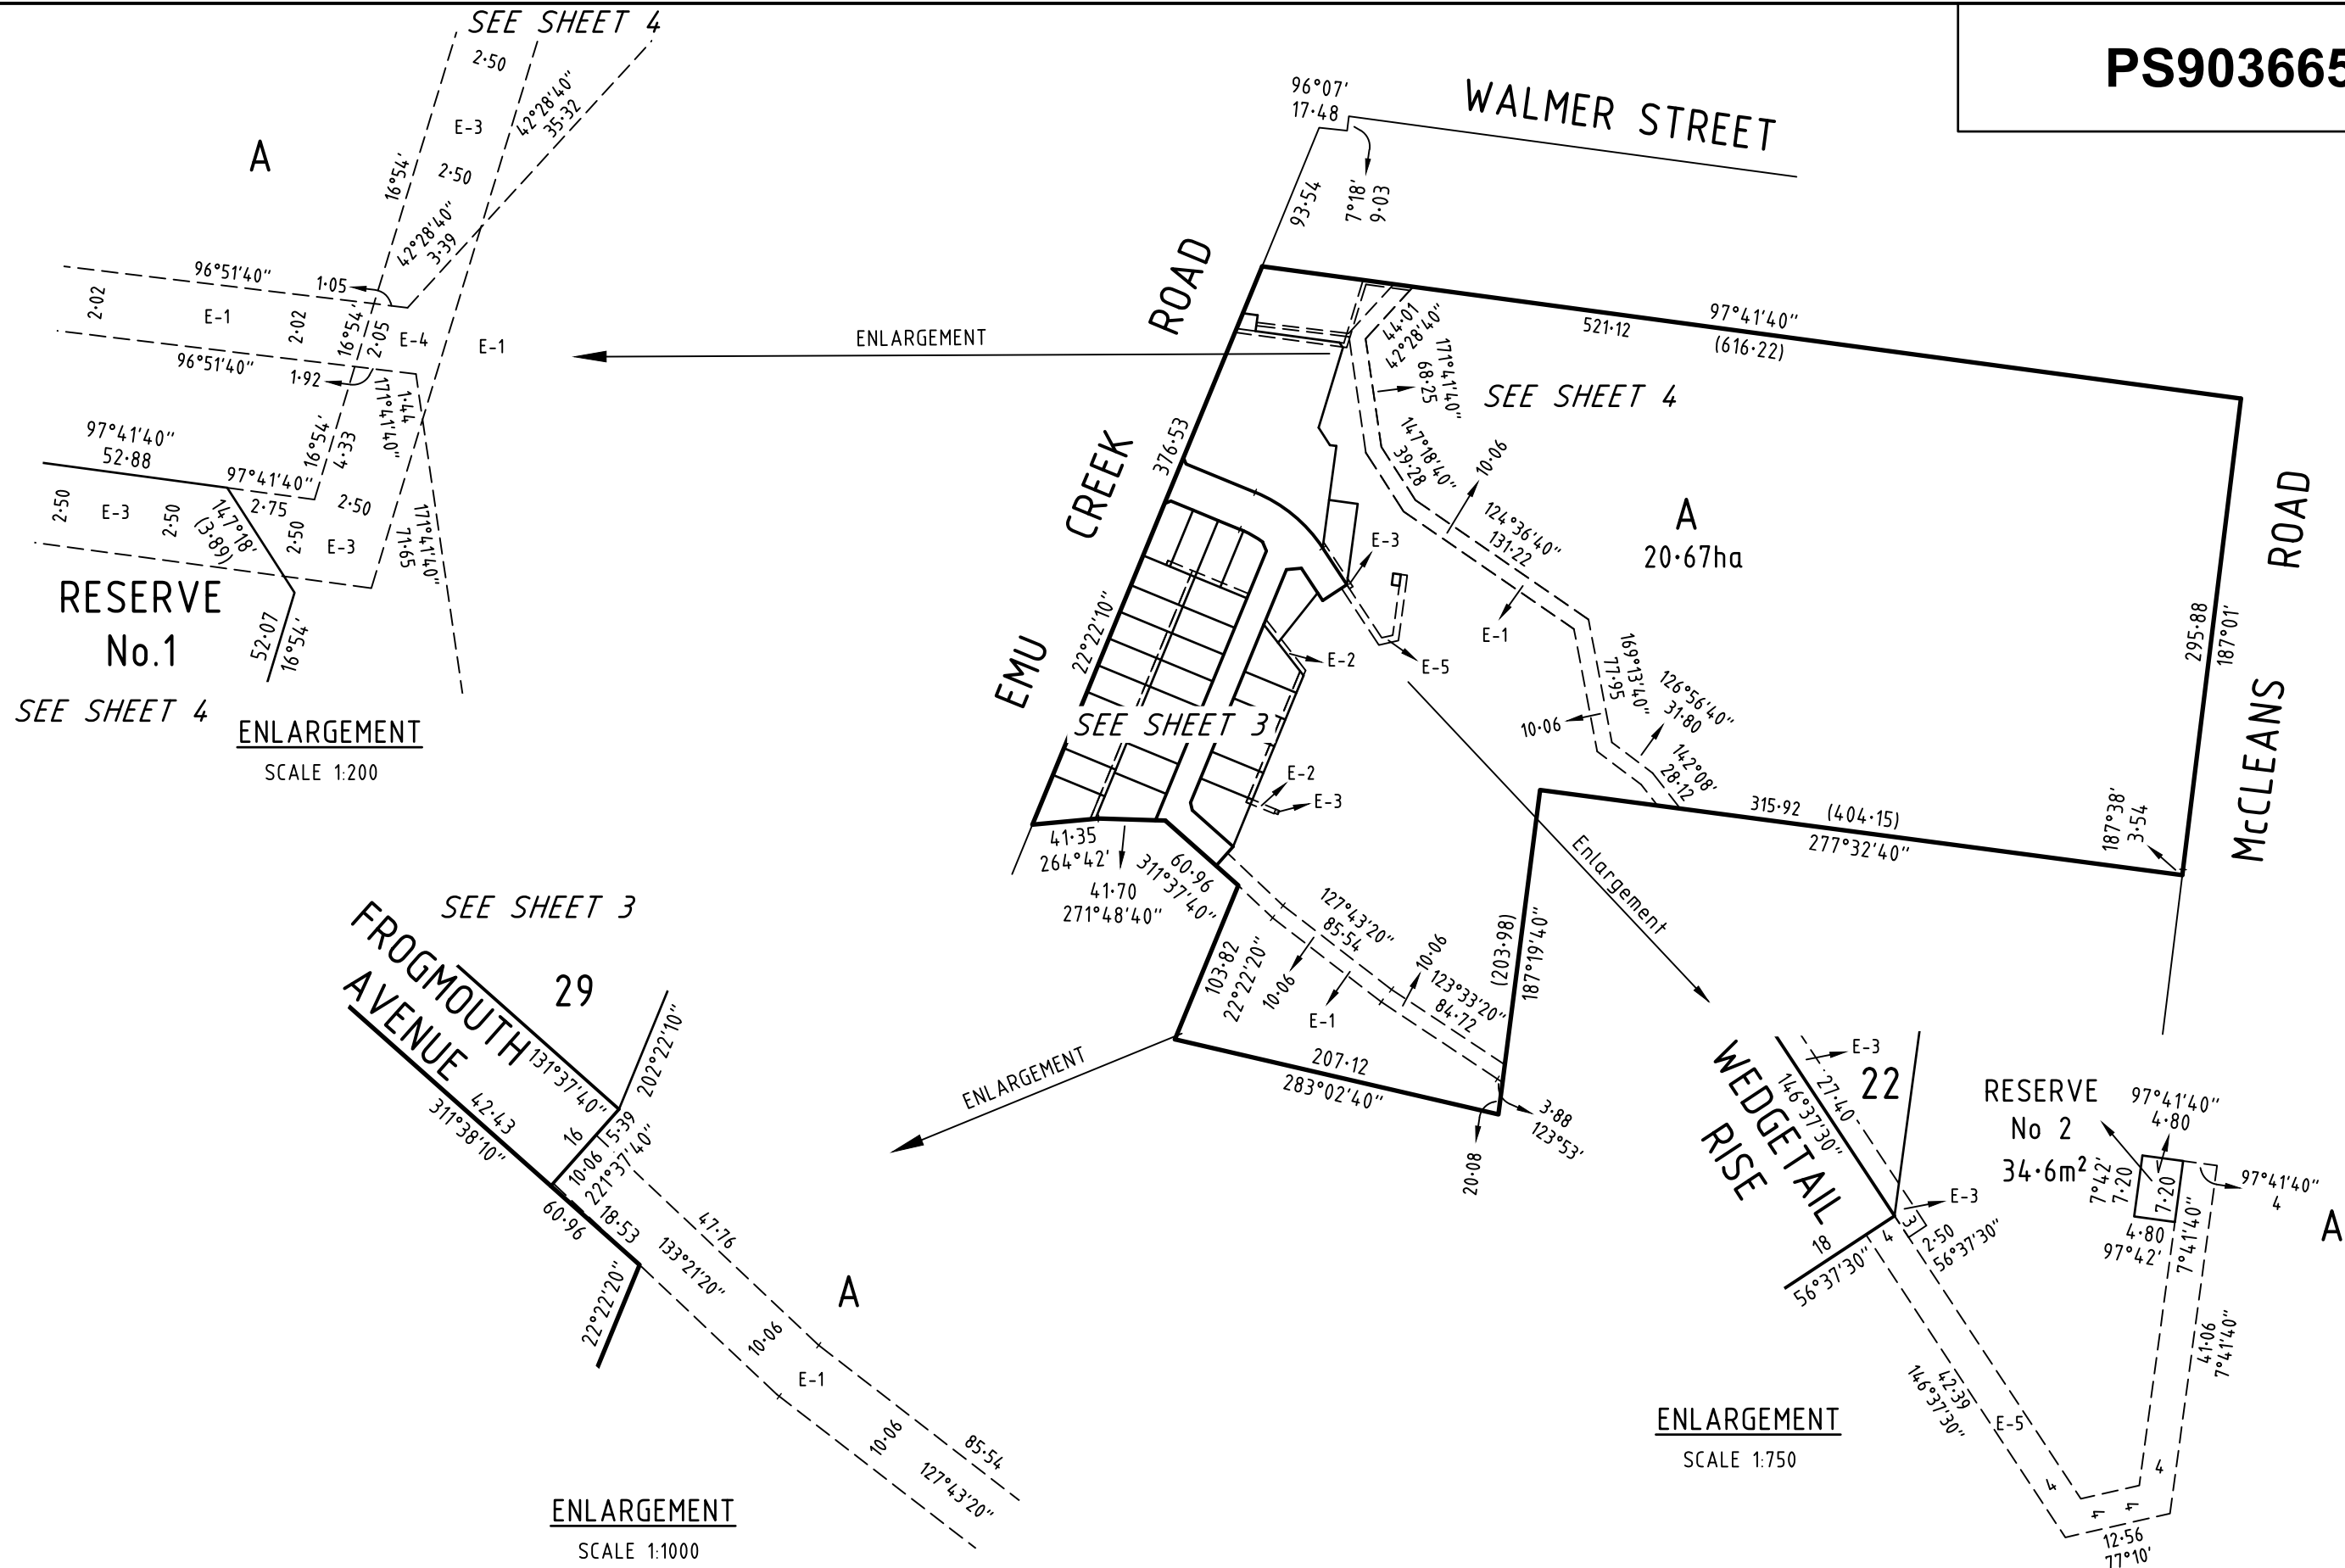 PS903665
SEE SHEET 4
2·50
42°28'40"
35·32
E-3
A
16°54'
2·50
42°28'40"
3·39
96°51'40"
1·05
2·02
E-1
2·02
16°54'
2·05
E-4
E-1
96°51'40"
1·92
171°41'40"
1·44
97°41'40"
52·88
16°54'
4·33
97°41'40"
2·75
2·50
E-3
2·50
147°18'
(3·89)
2·50
2·50
E-3
171°41'40"
71·65
RESERVE
No.1
52·07
16°54'
SEE SHEET 4
ENLARGEMENT
SCALE 1:200
96°07'
17·48
WALMER STREET
93·54
7°18'
9·03
EMU CREEK ROAD
ENLARGEMENT
521·12
97°41'40"
(616·22)
44·01
42°28'40"
171°41'40"
68·25
SEE SHEET 4
376·53
22°22'10"
147°18'40"
39·28
10·06
124°36'40"
131·22
A
20·67ha
E-3
E-1
E-5
E-2
SEE SHEET 3
E-2
E-3
169°13'40"
77·95
10·06
126°56'40"
31·80
142°08'
28·12
295·88
187°01'
McCLEANS ROAD
315·92
(404·15)
277°32'40"
187°38'
3·54
41·35
264°42'
41·70
271°48'40"
60·96
311°37'40"
Enlargement
103·82
22°22'20"
127°43'20"
85·54
10·06
10·06
E-1
123°33'20"
84·72
(203·98)
187°19'40"
207·12
283°02'40"
3·88
123°53'
20·08
ENLARGEMENT
SEE SHEET 3
FROGMOUTH
AVENUE
29
131°37'40"
202°22'10"
42·43
311°38'10"
16
5·39
10·06
221°37'40"
18·53
60·96
47·76
133°21'20"
22°22'20"
A
10·06
E-1
10·06
85·54
127°43'20"
ENLARGEMENT
SCALE 1:1000
WEDGETAIL
RISE
E-3
27·40
146°37'30"
22
RESERVE
No 2
34·6m²
97°41'40"
4·80
7°42'
7·20
7·20
97°41'40"
4
4·80
97°42'
7°41'40"
A
E-3
3
2·50
56°37'30"
4
18
56°37'30"
41·06
7°41'40"
42·39
146°37'30"
E-5
4
4
4
4
12·56
77°10'
ENLARGEMENT
SCALE 1:750